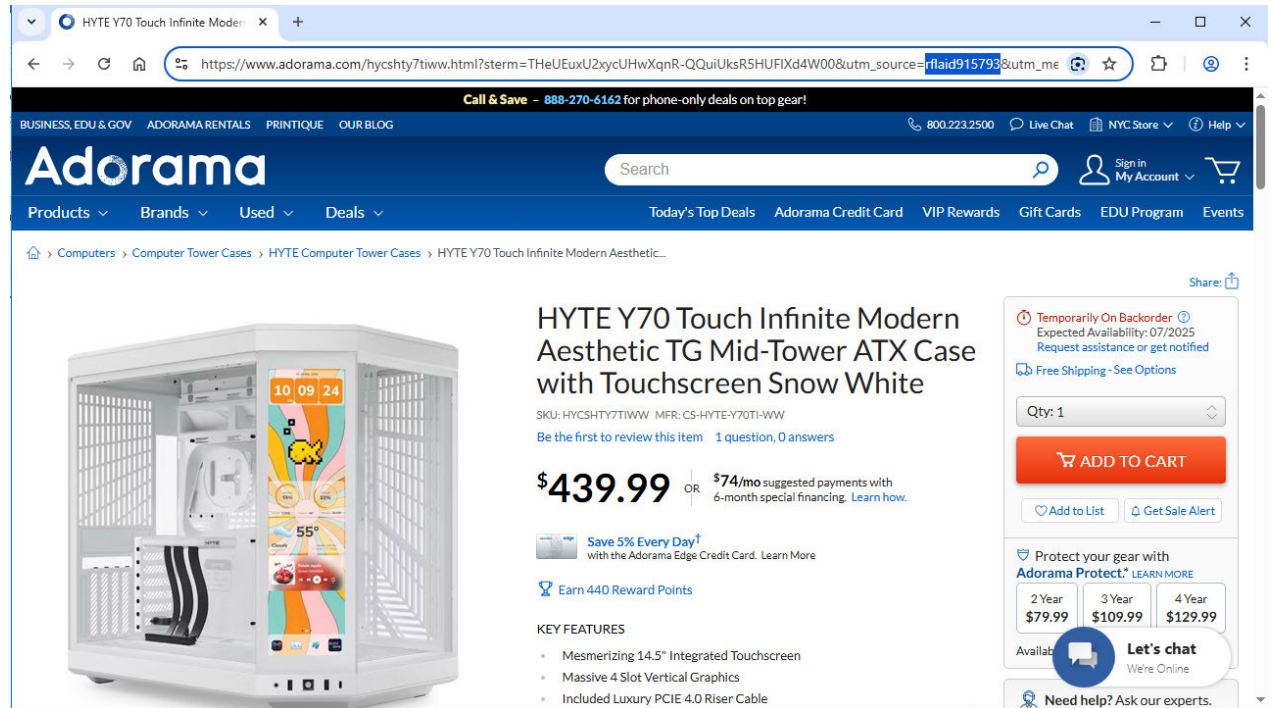 HYTE Y70 Touch Infinite Modern
https://www.adorama.com/hycshty7tiww.html?sterm=THeUEuxU2xycUHwXqnR-QQuiUksR5HUFIXd4W00&utm_source=rflaid915793&utm_me
Call & Save – 888-270-6162 for phone-only deals on top gear!
BUSINESS, EDU & GOV ADORAMA RENTALS PRINTIQUE OUR BLOG 800.223.2500 Live Chat NYC Store Help
Adorama Search Sign in
My Account
Products Brands Used Deals Today's Top Deals Adorama Credit Card VIP Rewards Gift Cards EDU Program Events
Computers › Computer Tower Cases › HYTE Computer Tower Cases › HYTE Y70 Touch Infinite Modern Aesthetic...
Share:
10 09 24
55°
HYTE
HYTE Y70 Touch Infinite Modern
Aesthetic TG Mid-Tower ATX Case
with Touchscreen Snow White
SKU: HYCSHTY7TIWW MFR: CS-HYTE-Y70TI-WW
Be the first to review this item 1 question, 0 answers
$439.99 OR $74/mo suggested payments with
6-month special financing. Learn how.
Save 5% Every Day†
with the Adorama Edge Credit Card. Learn More
Earn 440 Reward Points
KEY FEATURES
Mesmerizing 14.5" Integrated Touchscreen
Massive 4 Slot Vertical Graphics
Included Luxury PCIE 4.0 Riser Cable
Temporarily On Backorder
Expected Availability: 07/2025
Request assistance or get notified
Free Shipping - See Options
Qty: 1
ADD TO CART
Add to List Get Sale Alert
Protect your gear with
Adorama Protect.* LEARN MORE
2 Year 3 Year 4 Year
$79.99 $109.99 $129.99
Availab
Let's chat
We're Online
Need help? Ask our experts.